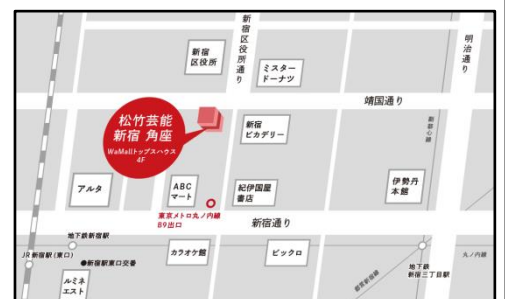 新宿区役所通り
明治通り
新宿
区役所
ミスター
ドーナツ
靖国通り
松竹芸能
新宿 角座
WaMallトップスハウス
4F
新宿
ピカデリー
アルタ
ABC
マート
紀伊國屋
書店
伊勢丹
本館
東京メトロ丸ノ内線
B9出口
新宿通り
地下鉄新宿駅
JR新宿駅(東口)
●新宿駅東口交番
カラオケ館
ビックロ
ルミネ
エスト
都営新宿線
地下鉄
新宿三丁目駅
丸ノ内線